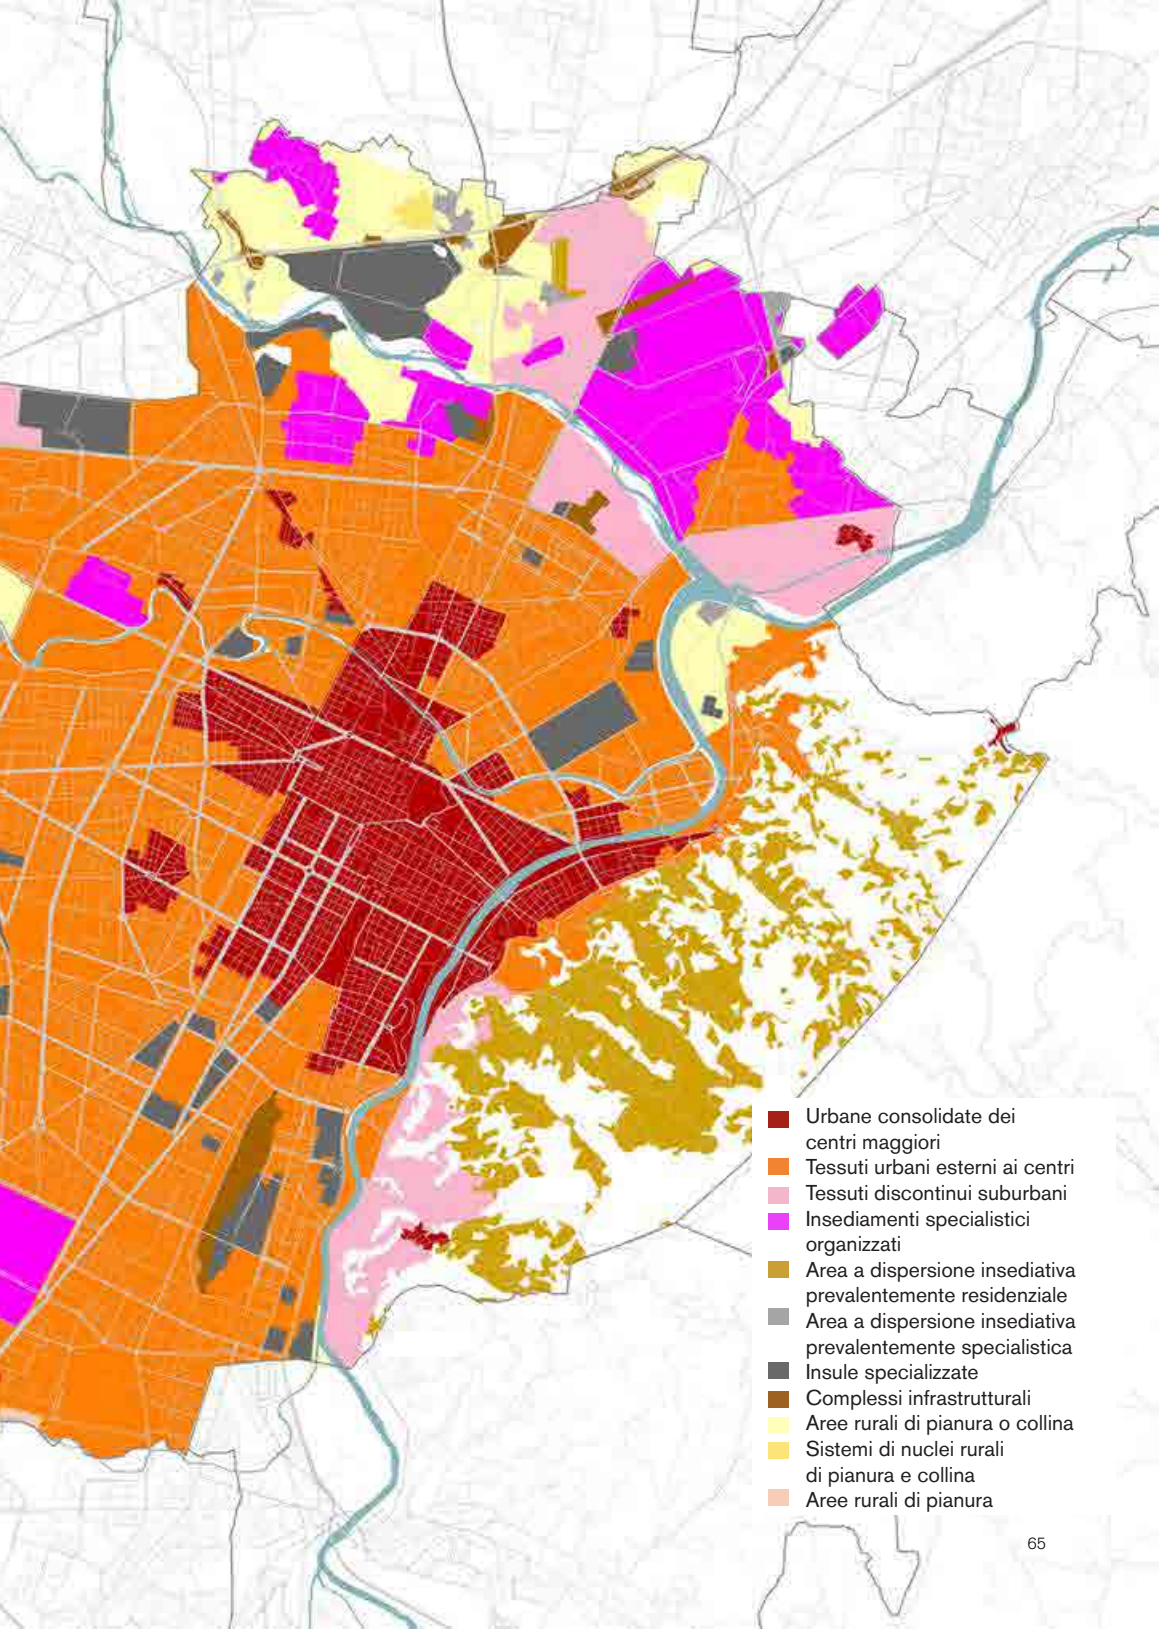 Urbane consolidate dei
centri maggiori
Tessuti urbani esterni ai centri
Tessuti discontinui suburbani
Insediamenti specialistici
organizzati
Area a dispersione insediativa
prevalentemente residenziale
Area a dispersione insediativa
prevalentemente specialistica
Insule specializzate
Complessi infrastrutturali
Aree rurali di pianura o collina
Sistemi di nuclei rurali
di pianura e collina
Aree rurali di pianura
65